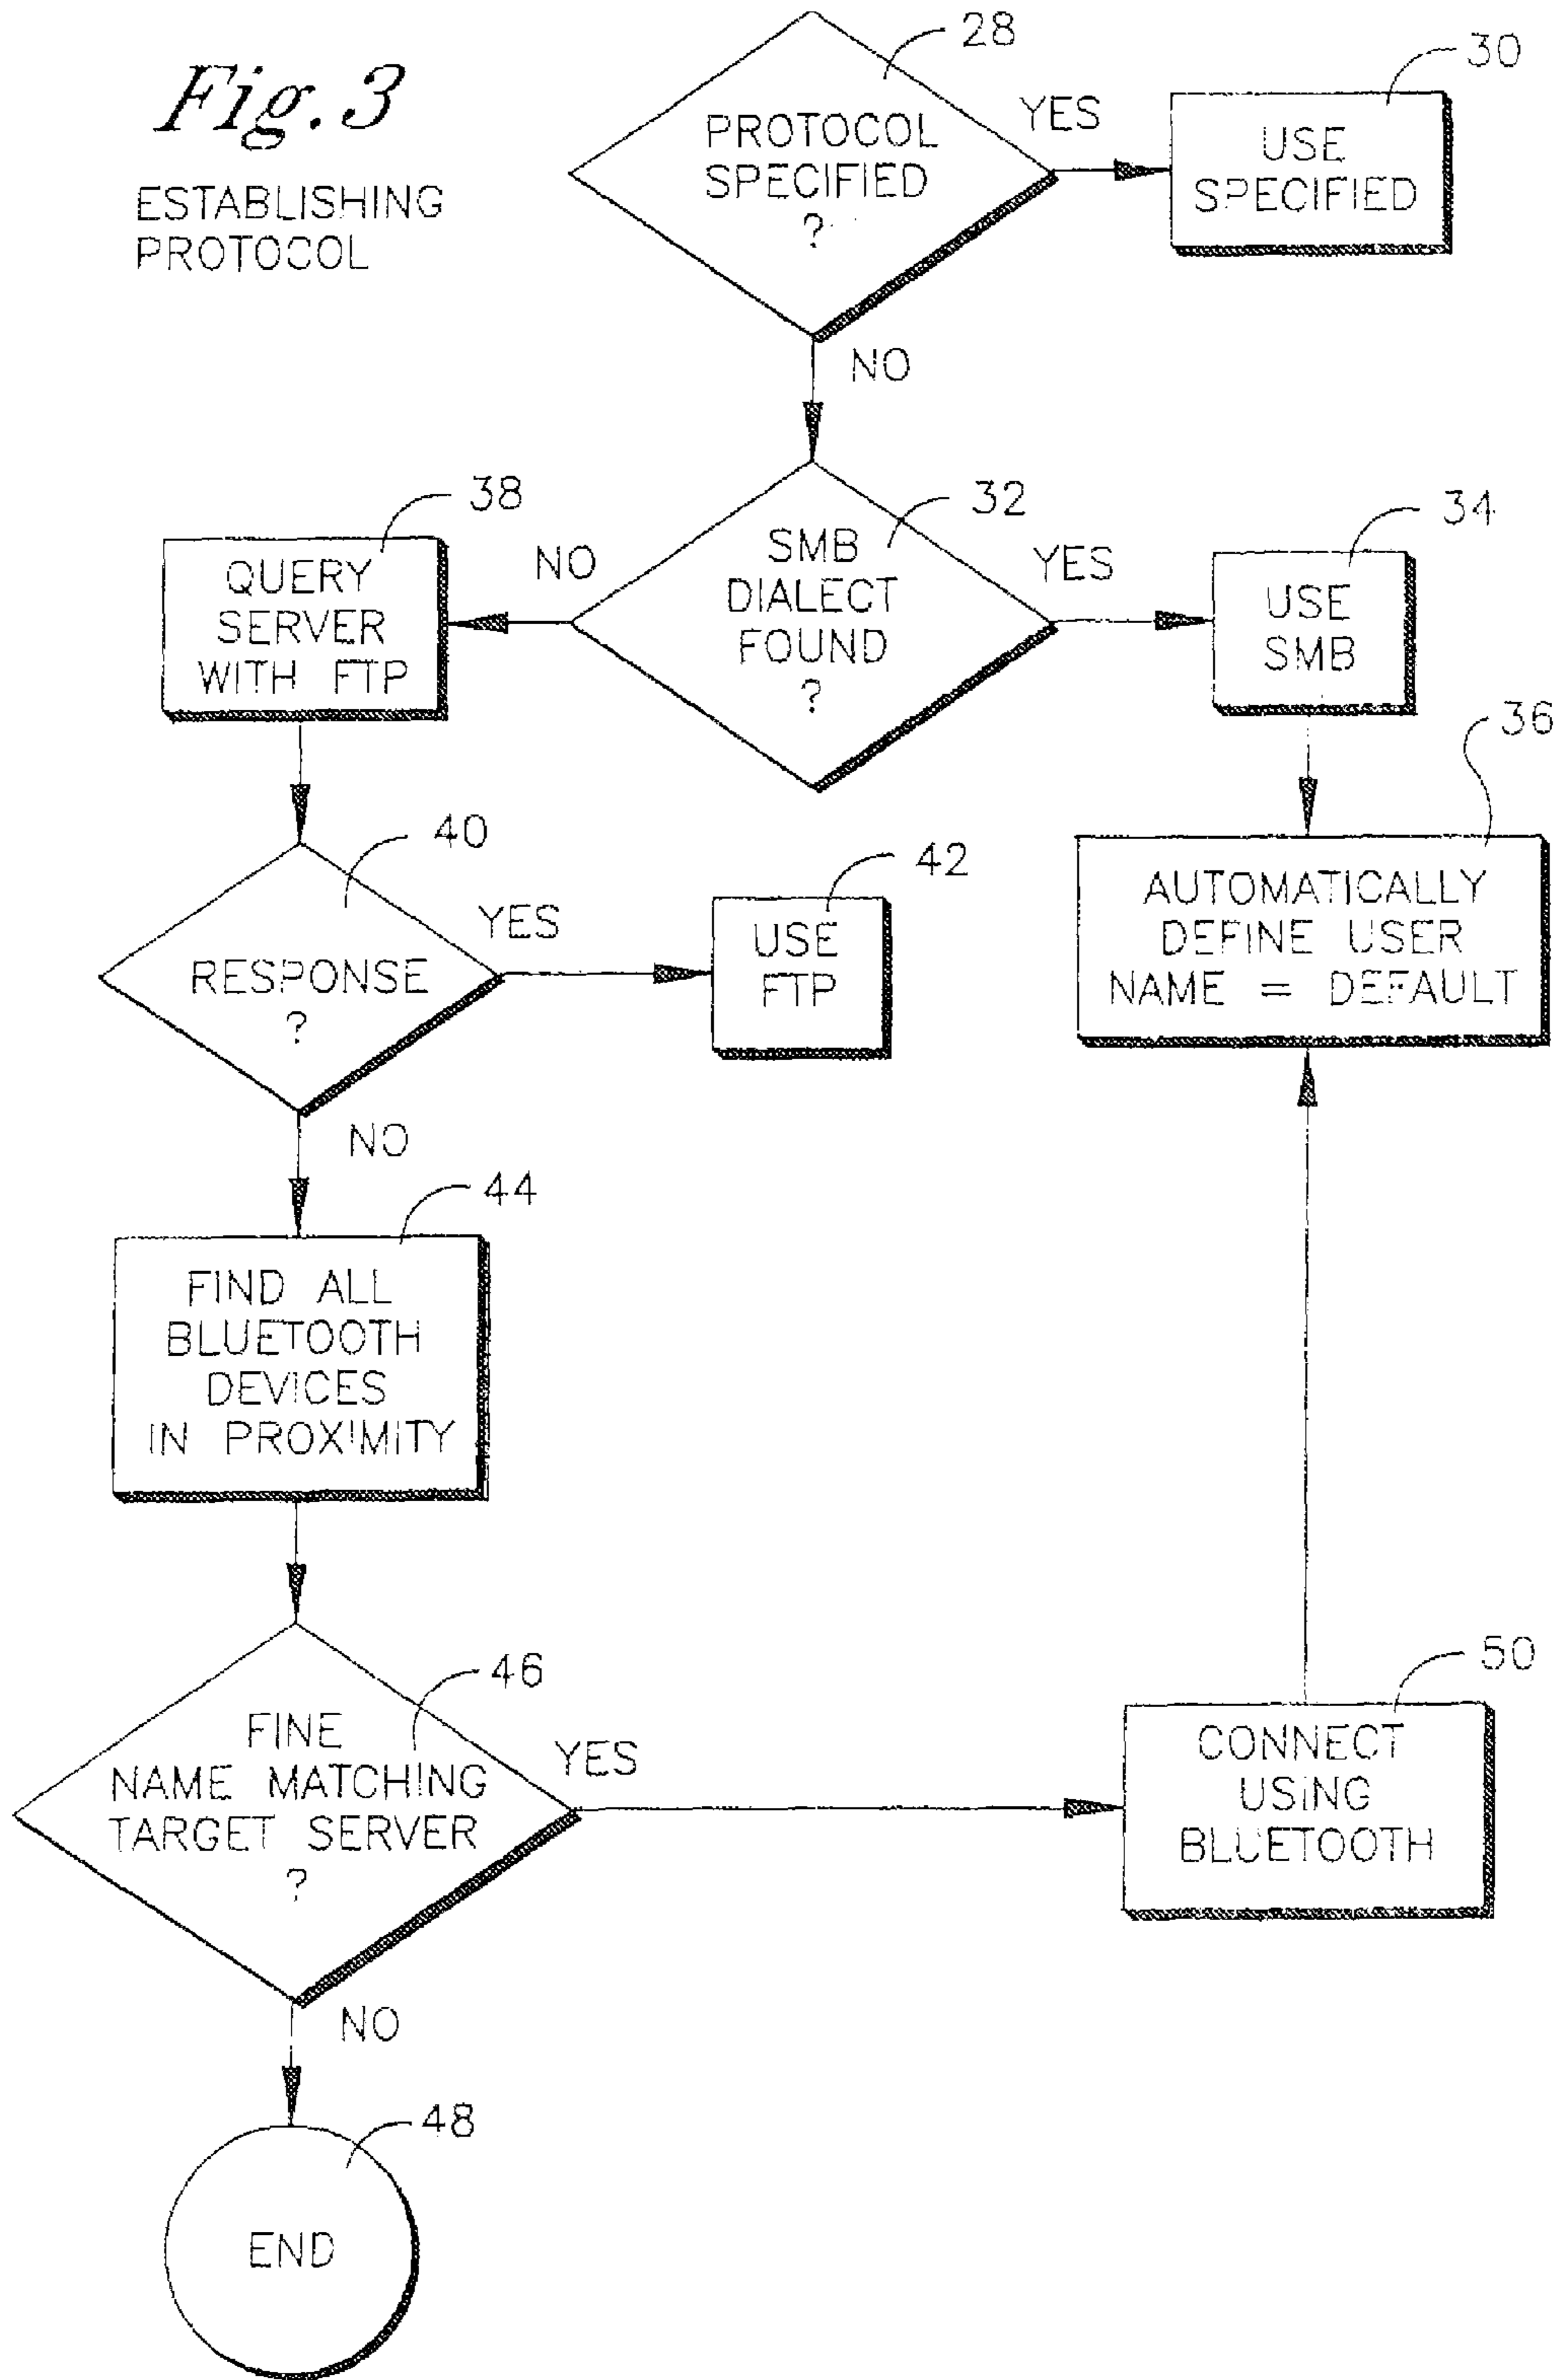 Fig. 3
ESTABLISHING
PROTOCOL
28
PROTOCOL
SPECIFIED
?
YES
30
USE
SPECIFIED
NO
32
SMB
DIALECT
FOUND
?
NO
38
QUERY
SERVER
WITH FTP
YES
34
USE
SMB
36
AUTOMATICALLY
DEFINE USER
NAME = DEFAULT
40
RESPONSE
?
YES
42
USE
FTP
NO
44
FIND ALL
BLUETOOTH
DEVICES
IN PROXIMITY
46
FINE
NAME MATCHING
TARGET SERVER
?
YES
50
CONNECT
USING
BLUETOOTH
NO
48
END